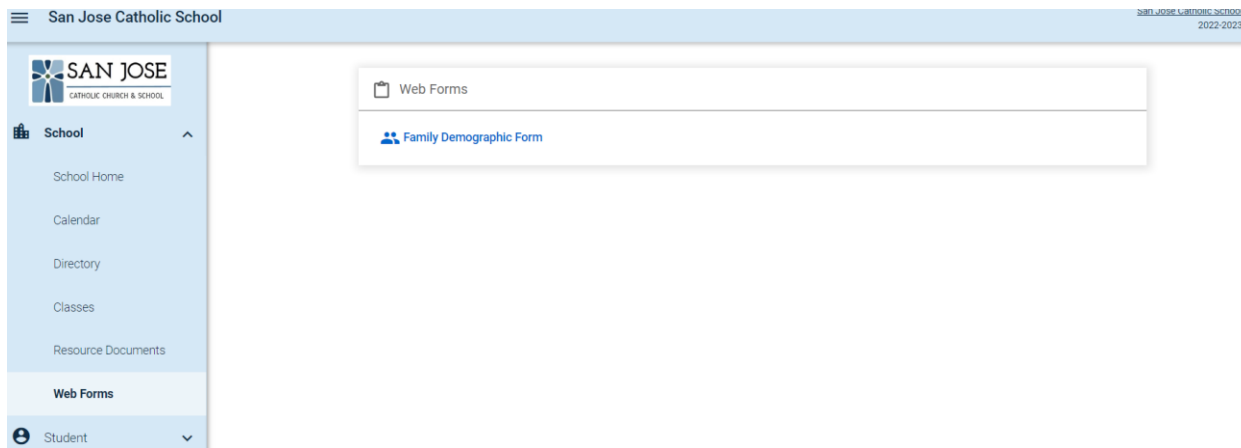 San Jose Catholic School
San Jose Catholic School
2022-2023
SAN JOSE
CATHOLIC CHURCH & SCHOOL
School
School Home
Calendar
Directory
Classes
Resource Documents
Web Forms
Student
Web Forms
Family Demographic Form